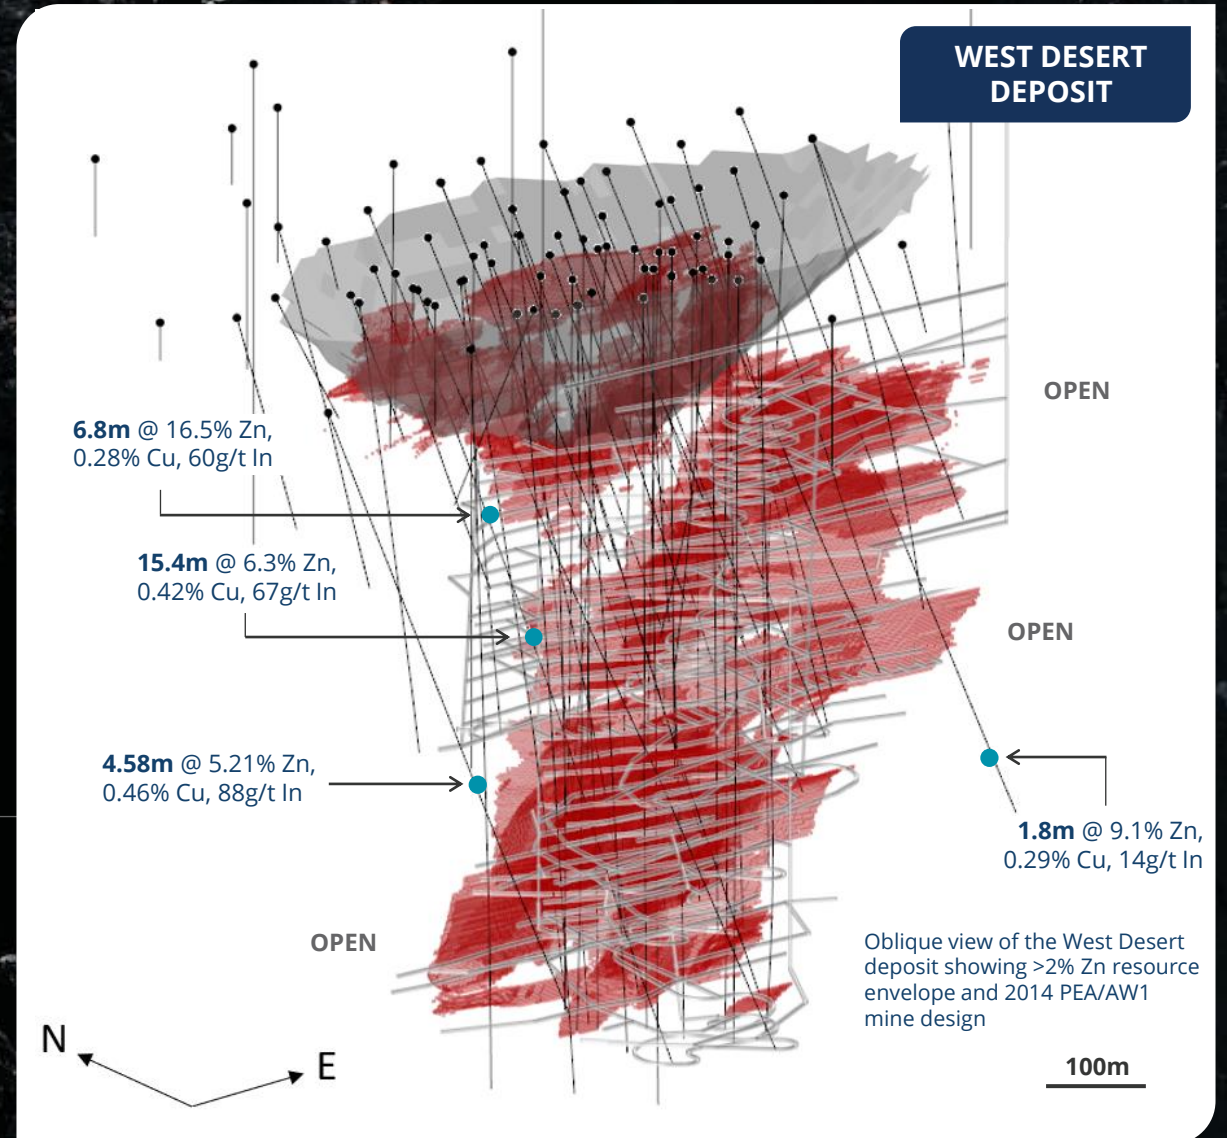 WEST DESERT
DEPOSIT
OPEN
6.8m @ 16.5% Zn,
0.28% Cu, 60g/t In
15.4m @ 6.3% Zn,
0.42% Cu, 67g/t In
OPEN
4.58m @ 5.21% Zn,
0.46% Cu, 88g/t In
1.8m @ 9.1% Zn,
0.29% Cu, 14g/t In
OPEN
Oblique view of the West Desert
deposit showing >2% Zn resource
envelope and 2014 PEA/AW1
mine design
N
E
100m